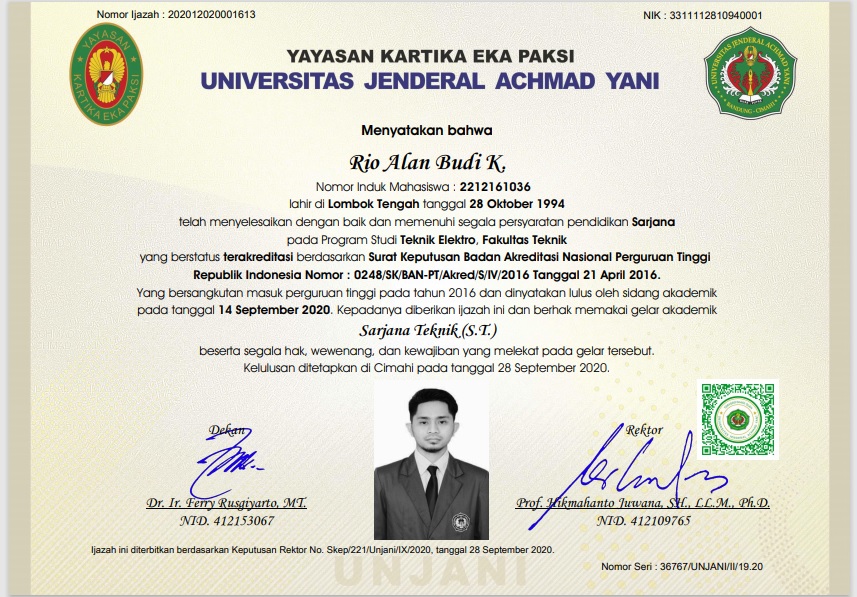 Nomor Ijazah : 202012020001613
NIK : 3311112810940001
YAYASAN
KARTIKA EKA PAKSI
UNIVERSITAS JENDERAL ACHMAD YANI
BANDUNG - CIMAHI
YAYASAN KARTIKA EKA PAKSI
UNIVERSITAS JENDERAL ACHMAD YANI
Menyatakan bahwa
Rio Alan Budi K.
Nomor Induk Mahasiswa : 2212161036
lahir di Lombok Tengah tanggal 28 Oktober 1994
telah menyelesaikan dengan baik dan memenuhi segala persyaratan pendidikan Sarjana
pada Program Studi Teknik Elektro, Fakultas Teknik
yang berstatus terakreditasi berdasarkan Surat Keputusan Badan Akreditasi Nasional Perguruan Tinggi
Republik Indonesia Nomor : 0248/SK/BAN-PT/Akred/S/IV/2016 Tanggal 21 April 2016.
Yang bersangkutan masuk perguruan tinggi pada tahun 2016 dan dinyatakan lulus oleh sidang akademik
pada tanggal 14 September 2020. Kepadanya diberikan ijazah ini dan berhak memakai gelar akademik
Sarjana Teknik (S.T.)
beserta segala hak, wewenang, dan kewajiban yang melekat pada gelar tersebut.
Kelulusan ditetapkan di Cimahi pada tanggal 28 September 2020.
Dekan
Dr. Ir. Ferry Rusgiyarto, MT.
NID. 412153067
Rektor
Prof. Hikmahanto Juwana, SH., LL.M., Ph.D.
NID. 412109765
Ijazah ini diterbitkan berdasarkan Keputusan Rektor No. Skep/221/Unjani/IX/2020, tanggal 28 September 2020.
UNJANI
Nomor Seri : 36767/UNJANI/II/19.20